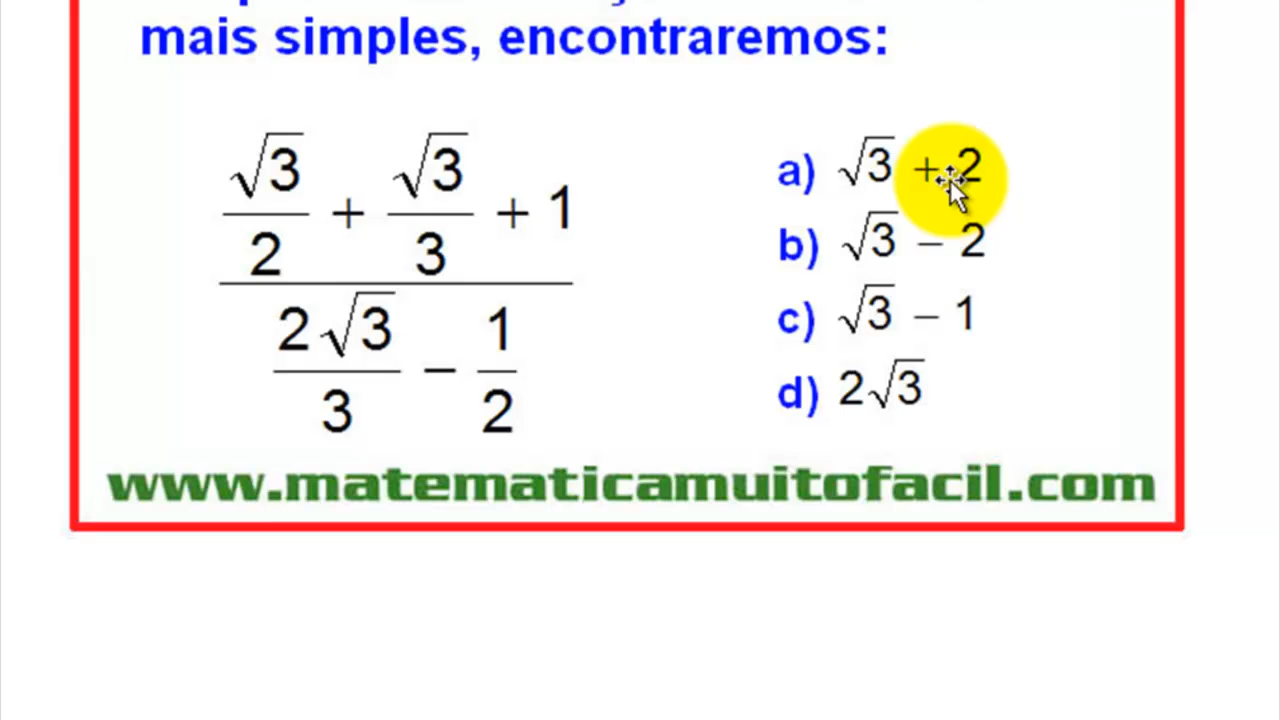 mais simples, encontraremos:
√3/2 + √3/3 + 1
2√3/3 − 1/2
a) √3 + 2
b) √3 − 2
c) √3 − 1
d) 2√3
www.matematicamuitofacil.com